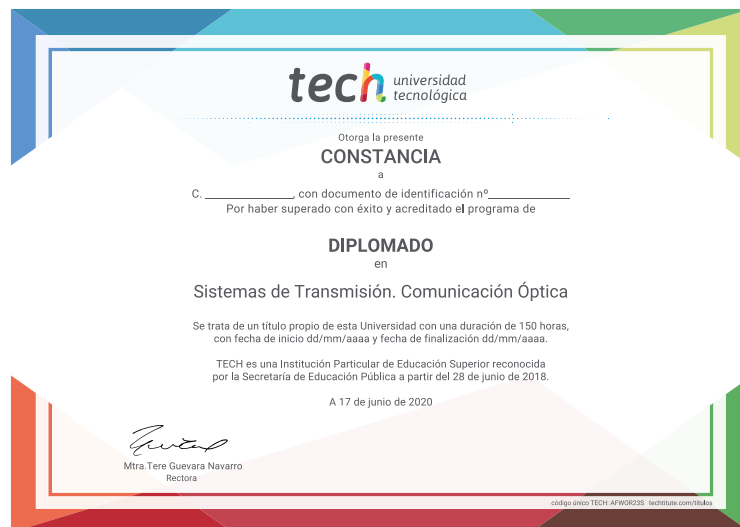 tech universidad
tecnológica
Otorga la presente
CONSTANCIA
a
C. ______________, con documento de identificación nº______________
Por haber superado con éxito y acreditado el programa de
DIPLOMADO
en
Sistemas de Transmisión. Comunicación Óptica
Se trata de un título propio de esta Universidad con una duración de 150 horas,
con fecha de inicio dd/mm/aaaa y fecha de finalización dd/mm/aaaa.
TECH es una Institución Particular de Educación Superior reconocida
por la Secretaría de Educación Pública a partir del 28 de junio de 2018.
A 17 de junio de 2020
Mtra.Tere Guevara Navarro
Rectora
código único TECH: AFWOR23S techtitute.com/titulos